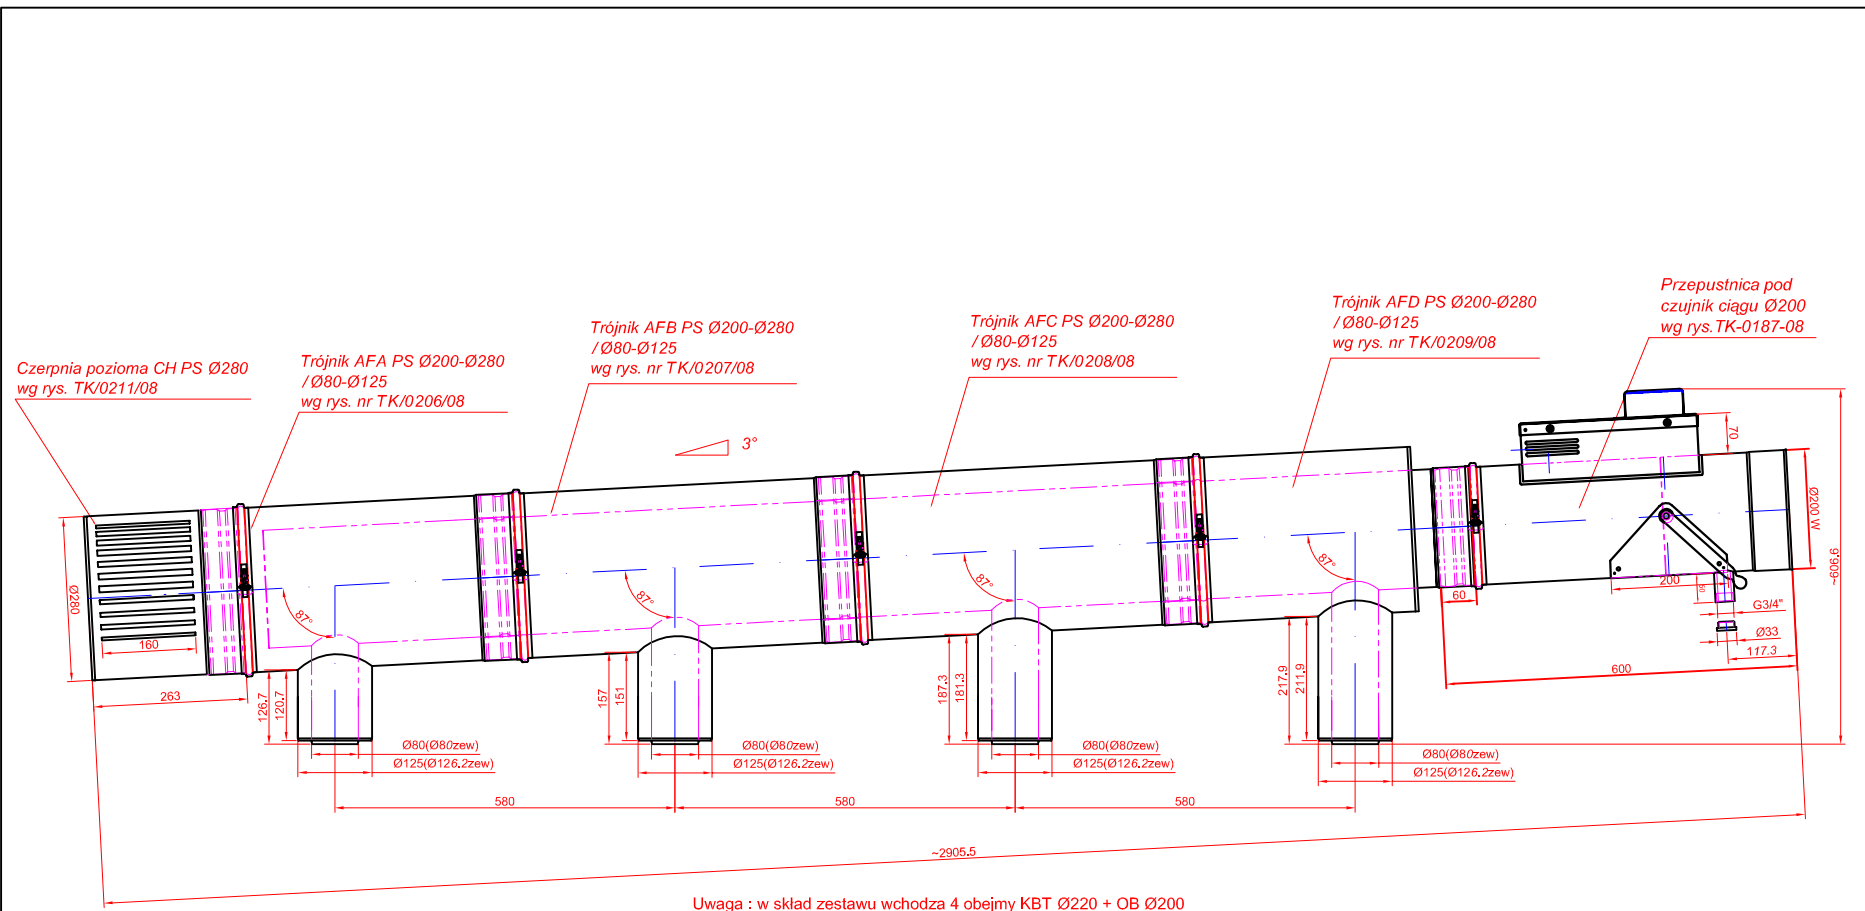 Czerpnia pozioma CH PS Ø280
wg rys. TK/0211/08
Trójnik AFA PS Ø200-Ø280
/Ø80-Ø125
wg rys. nr TK/0206/08
Trójnik AFB PS Ø200-Ø280
/Ø80-Ø125
wg rys. nr TK/0207/08
Trójnik AFC PS Ø200-Ø280
/Ø80-Ø125
wg rys. nr TK/0208/08
Trójnik AFD PS Ø200-Ø280
/Ø80-Ø125
wg rys. nr TK/0209/08
Przepustnica pod
czujnik ciągu Ø200
wg rys.TK-0187-08
3°
70
Ø200 W
~606.6
Ø280
160
263
87°
87°
87°
87°
126.7
120.7
157
151
187.3
181.3
217.9
211.9
60
200
50
G3/4"
Ø33
117.3
600
Ø80(Ø80zew)
Ø125(Ø126.2zew)
Ø80(Ø80zew)
Ø125(Ø126.2zew)
Ø80(Ø80zew)
Ø125(Ø126.2zew)
Ø80(Ø80zew)
Ø125(Ø126.2zew)
580
580
580
~2905.5
Uwaga : w skład zestawu wchodza 4 obejmy KBT Ø220 + OB Ø200